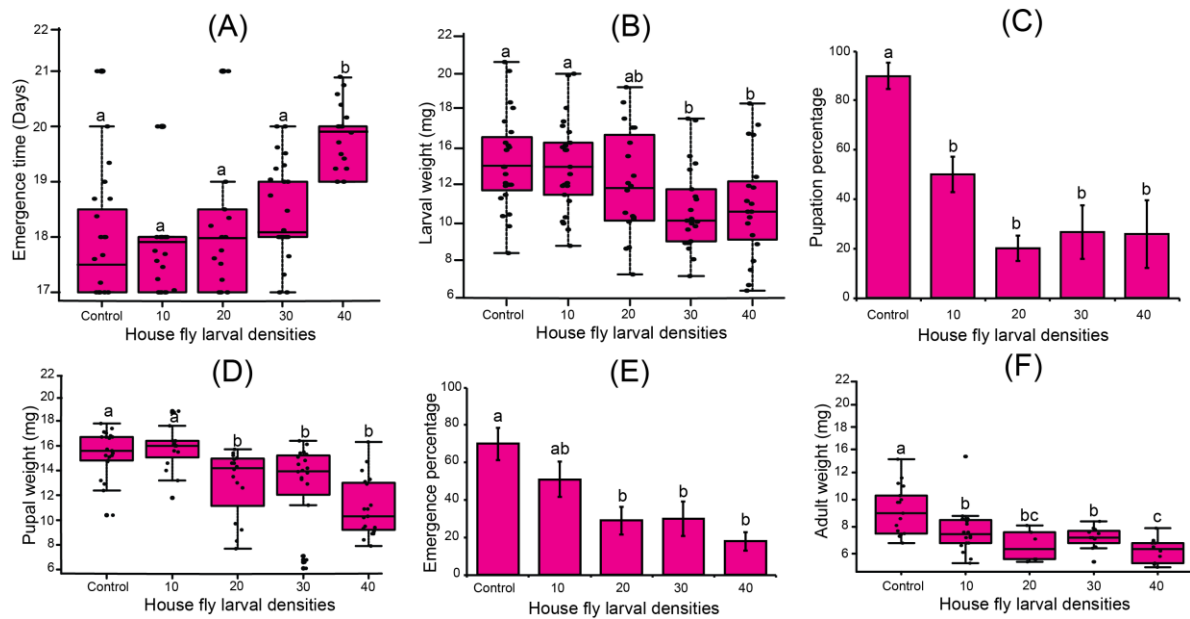 (A)
Emergence time (Days)
22
21
20
19
18
17
a
a
a
a
b
Control
10
20
30
40
House fly larval densities
(B)
Larval weight (mg)
22
20
14
16
12
10
8
6
a
a
ab
b
b
Control
10
20
30
40
House fly larval densities
(C)
Pupation percentage
100
80
60
40
20
0
a
b
b
b
b
Control
10
20
30
40
House fly larval densities
(D)
Pupal weight (mg)
22
20
16
14
12
10
8
6
a
a
b
b
b
Control
10
20
30
40
House fly larval densities
(E)
Emergence percentage
100
80
60
40
20
0
a
ab
b
b
b
Control
10
20
30
40
House fly larval densities
(F)
Adult weight (mg)
22
20
14
16
12
10
8
6
a
b
bc
b
c
Control
10
20
30
40
House fly larval densities